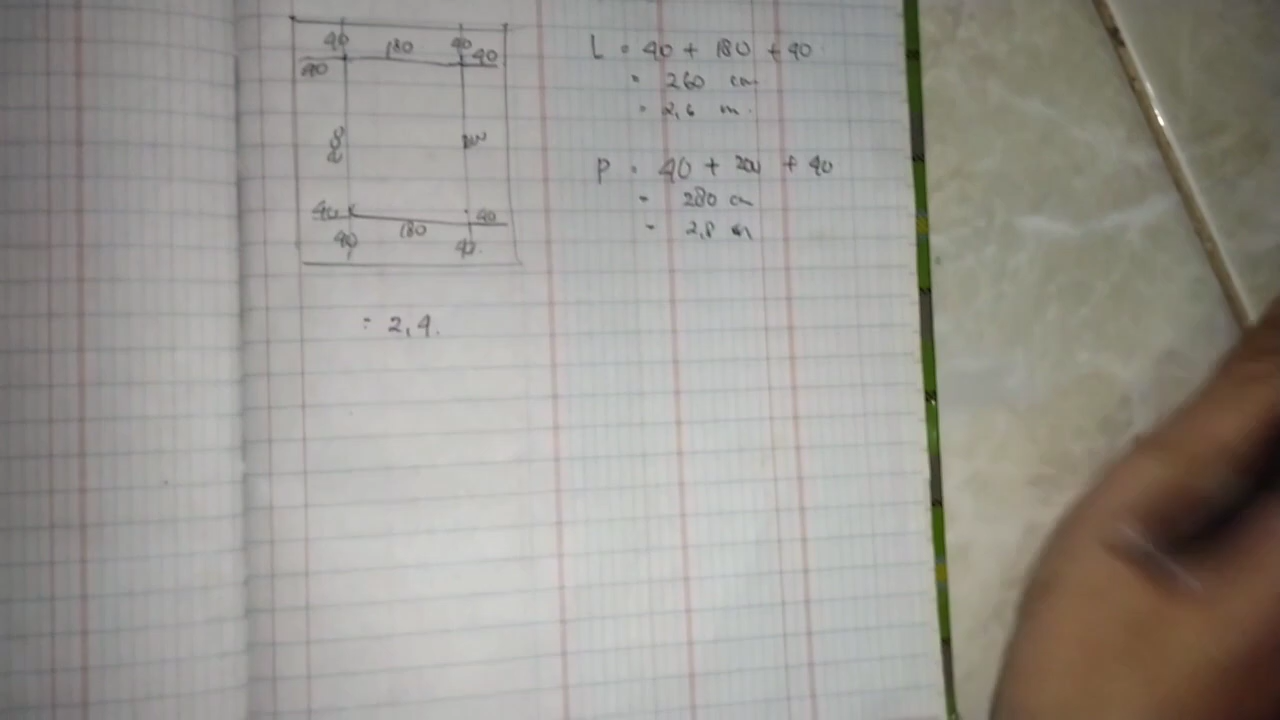 40 180 40 40
40
200 200
40 40
180
40 40
= 2,4.
L = 40 + 180 + 40
= 260 cm
= 2,6 m.
P = 40 + 200 + 40
= 280 cm
= 2,8 m